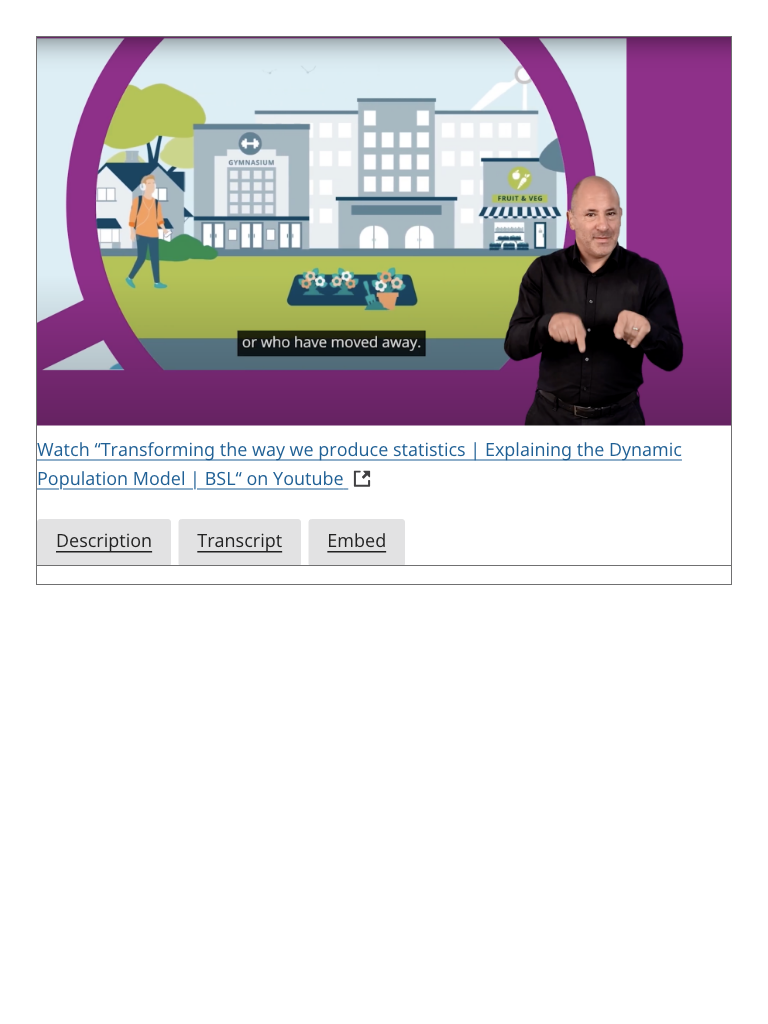 GYMNASIUM
FRUIT & VEG
or who have moved away.
Watch “Transforming the way we produce statistics | Explaining the Dynamic
Population Model | BSL“ on Youtube
Description
Transcript
Embed